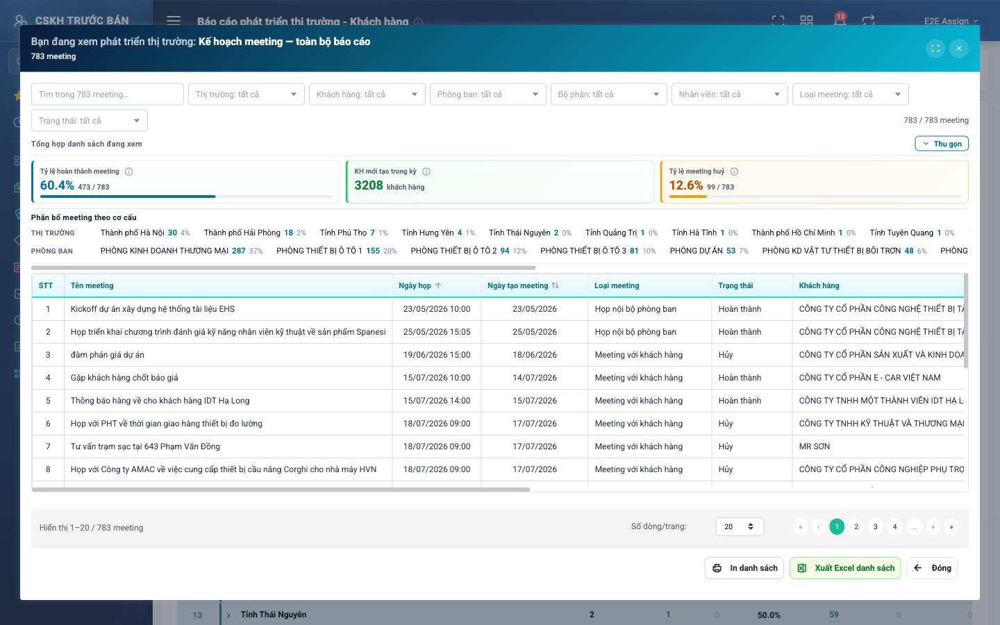 CSKH TRƯỚC BÁN
Báo cáo phát triển thị trường - Khách hàng
13
E2E Assign
Bạn đang xem phát triển thị trường: Kế hoạch meeting — toàn bộ báo cáo
783 meeting
Tìm trong 783 meeting...
Thị trường: tất cả
Khách hàng: tất cả
Phòng ban: tất cả
Bộ phận: tất cả
Nhân viên: tất cả
Loại meeting: tất cả
Trạng thái: tất cả
783 / 783 meeting
Tổng hợp danh sách đang xem
Thu gọn
Tỷ lệ hoàn thành meeting
60.4% 473 / 783
KH mới tạo trong kỳ
3208 khách hàng
Tỷ lệ meeting huỷ
12.6% 99 / 783
Phân bổ meeting theo cơ cấu
THỊ TRƯỜNG Thành phố Hà Nội 30 4% Thành phố Hải Phòng 18 2% Tỉnh Phú Thọ 7 1% Tỉnh Hưng Yên 4 1% Tỉnh Thái Nguyên 2 0% Tỉnh Quảng Trị 1 0% Tỉnh Hà Tĩnh 1 0% Thành phố Hồ Chí Minh 1 0% Tỉnh Tuyên Quang 1 0%
PHÒNG BAN PHÒNG KINH DOANH THƯƠNG MẠI 287 37% PHÒNG THIẾT BỊ Ô TÔ 1 155 20% PHÒNG THIẾT BỊ Ô TÔ 2 94 12% PHÒNG THIẾT BỊ Ô TÔ 3 81 10% PHÒNG DỰ ÁN 53 7% PHÒNG KD VẬT TƯ THIẾT BỊ BÔI TRƠN 48 6% PHÒNG
STT Tên meeting Ngày họp Ngày tạo meeting Loại meeting Trạng thái Khách hàng
1 Kickoff dự án xây dựng hệ thống tài liệu EHS 23/05/2026 10:00 23/05/2026 Họp nội bộ phòng ban Hoàn thành CÔNG TY CỔ PHẦN CÔNG NGHỆ THIẾT BỊ
2 Họp triển khai chương trình đánh giá kỹ năng nhân viên kỹ thuật về sản phẩm Spanesi 25/05/2026 15:05 25/05/2026 Họp nội bộ phòng ban Hoàn thành CÔNG TY CỔ PHẦN CÔNG NGHỆ THIẾT BỊ
3 đàm phán giá dự án 19/06/2026 15:00 18/06/2026 Meeting với khách hàng Hủy CÔNG TY CỔ PHẦN SẢN XUẤT VÀ KINH
4 Gặp khách hàng chốt báo giá 15/07/2026 10:00 14/07/2026 Meeting với khách hàng Hoàn thành CÔNG TY CỔ PHẦN E - CAR VIỆT NAM
5 Thông báo hàng về cho khách hàng IDT Hạ Long 15/07/2026 14:00 15/07/2026 Meeting với khách hàng Hoàn thành CÔNG TY TNHH MỘT THÀNH VIÊN IDT HẠ
6 Họp với PHT về thời gian giao hàng thiết bị đo lường 18/07/2026 09:00 17/07/2026 Meeting với khách hàng Hủy CÔNG TY TNHH KỸ THUẬT VÀ THƯƠNG MẠI
7 Tư vấn trạm sạc tại 643 Phạm Văn Đồng 18/07/2026 09:00 17/07/2026 Meeting với khách hàng Hủy MR SƠN
8 Họp với Công ty AMAC về việc cung cấp thiết bị cầu nâng Corghi cho nhà máy HVN 18/07/2026 09:00 17/07/2026 Meeting với khách hàng Hủy CÔNG TY CỔ PHẦN CÔNG NGHIỆP PHỤ TRỢ
Hiển thị 1–20 / 783 meeting
Số dòng/trang: 20
« ‹ 1 2 3 4 ... › »
In danh sách
Xuất Excel danh sách
Đóng
13 Tỉnh Thái Nguyên 2 1 0 50.0% 59 0 0